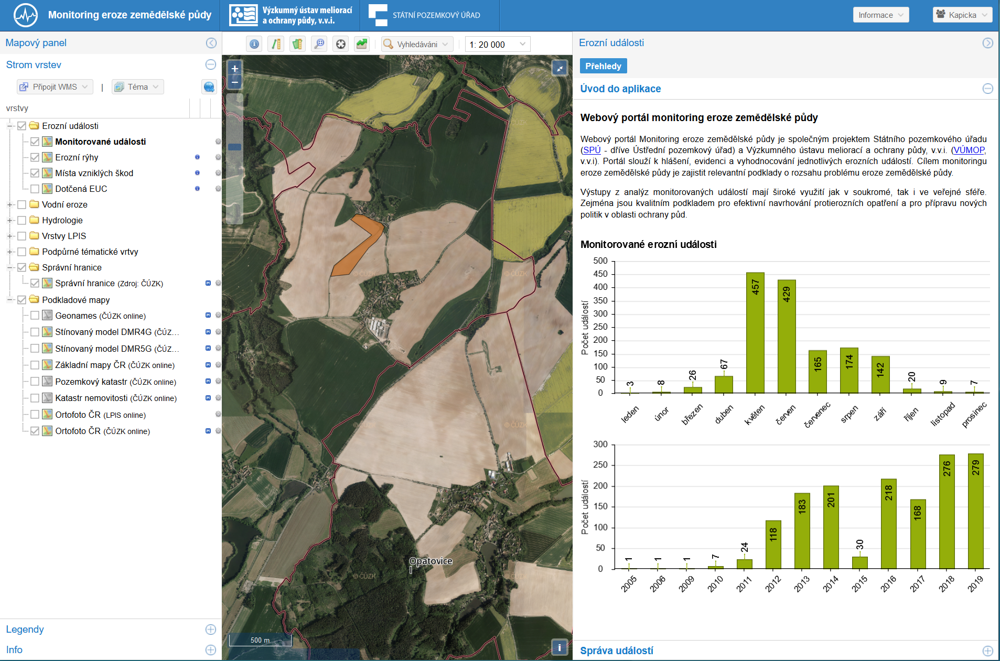 Monitoring eroze zemědělské půdy
Výzkumný ústav meliorací
a ochrany půdy, v.v.i.
STÁTNÍ POZEMKOVÝ ÚŘAD
Informace
Kapicka
Mapový panel
Strom vrstev
Připojit WMS
|
Téma
vrstvy
Erozní události
Monitorované události
Erozní rýhy
Místa vzniklých škod
Dotčená EUC
Vodní eroze
Hydrologie
Vrstvy LPIS
Podpůrné tématické vrtvy
Správní hranice
Správní hranice (Zdroj: ČÚZK)
Podkladové mapy
Geonames (ČÚZK online)
Stínovaný model DMR4G (ČÚZ...
Stínovaný model DMR5G (ČÚZ...
Základní mapy ČR (ČÚZK online)
Pozemkový katastr (ČÚZK online)
Katastr nemovitosti (ČÚZK online)
Ortofoto ČR (LPIS online)
Ortofoto ČR (ČÚZK online)
Legendy
Info
Vyhledáváni
1: 20 000
+
−
© ČÚZK
© ČÚZK
© ČÚZK
© ČÚZK
© ČÚZK
© ČÚZK
© ČÚZK
© ČÚZK
Opatovice
500 m
i
Erozní události
Přehledy
Úvod do aplikace
Webový portál monitoring eroze zemědělské půdy
Webový portál Monitoring eroze zemědělské půdy je společným projektem Státního pozemkového úřadu
(SPÚ - dříve Ústřední pozemkový úřad) a Výzkumného ústavu meliorací a ochrany půdy, v.v.i. (VÚMOP,
v.v.i). Portál slouží k hlášení, evidenci a vyhodnocování jednotlivých erozních událostí. Cílem monitoringu
eroze zemědělské půdy je zajistit relevantní podklady o rozsahu problému eroze zemědělské půdy.
Výstupy z analýz monitorovaných událostí mají široké využití jak v soukromé, tak i ve veřejné sféře.
Zejména jsou kvalitním podkladem pro efektivní navrhování protierozních opatření a pro přípravu nových
politik v oblasti ochrany půd.
Monitorované erozní události
Počet událostí
500
450
400
350
300
250
200
150
100
50
0
3
8
26
67
457
429
165
174
142
20
9
7
leden
únor
březen
duben
květen
červen
červenec
srpen
září
říjen
listopad
prosinec
Počet událostí
300
250
200
150
100
50
0
1
1
1
7
24
118
183
201
30
218
168
276
279
2005
2006
2009
2010
2011
2012
2013
2014
2015
2016
2017
2018
2019
Správa událostí